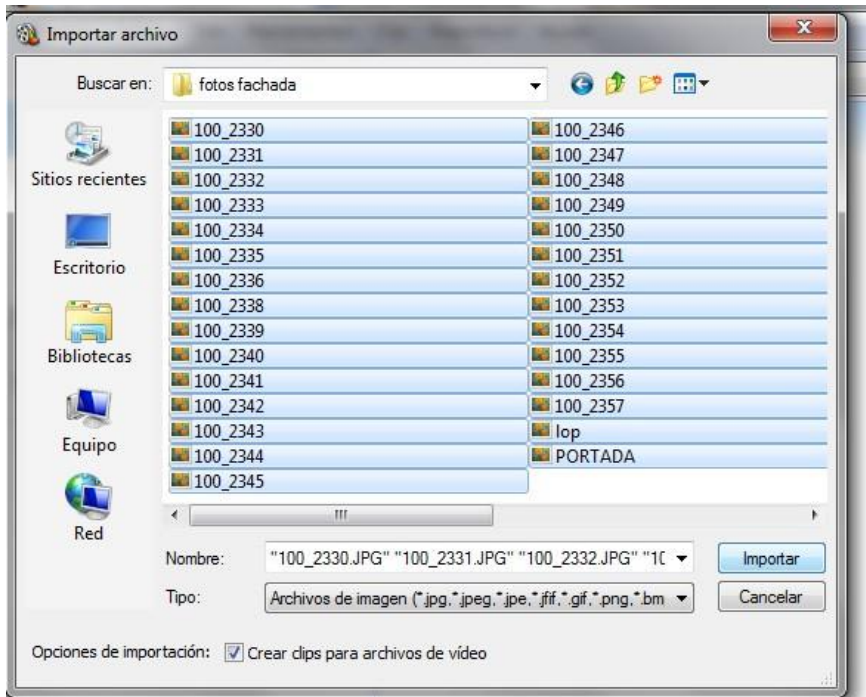 Importar archivo
Buscar en:
fotos fachada
Sitios recientes
Escritorio
Bibliotecas
Equipo
Red
100_2330
100_2331
100_2332
100_2333
100_2334
100_2335
100_2336
100_2338
100_2339
100_2340
100_2341
100_2342
100_2343
100_2344
100_2345
100_2346
100_2347
100_2348
100_2349
100_2350
100_2351
100_2352
100_2353
100_2354
100_2355
100_2356
100_2357
PORTADA
Nombre:
"100_2330.JPG" "100_2331.JPG" "100_2332.JPG" "10
Importar
Tipo:
Archivos de imagen (*.jpg,*.jpeg,*.jpe,*.jfif,*.gif,*.png,*.bm
Cancelar
Opciones de importación:
Crear clips para archivos de vídeo